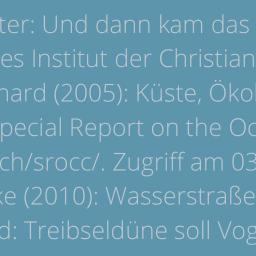 ter: Und dann kam das
es Institut der Christian
hard (2005): Küste, Öko
pecial Report on the Oc
ch/srocc/. Zugriff am 03
ke (2010): Wasserstraße
d: Treibseldüne soll Vog